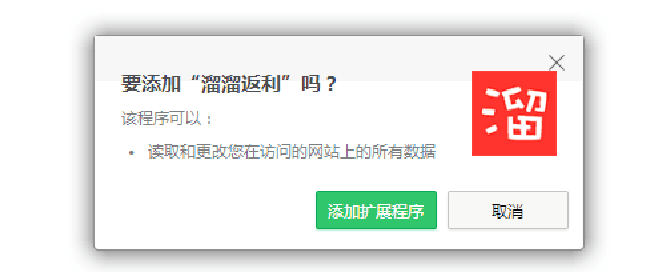 要添加“溜溜返利”吗？
溜
该程序可以：
• 读取和更改您在访问的网站上的所有数据
添加扩展程序
取消